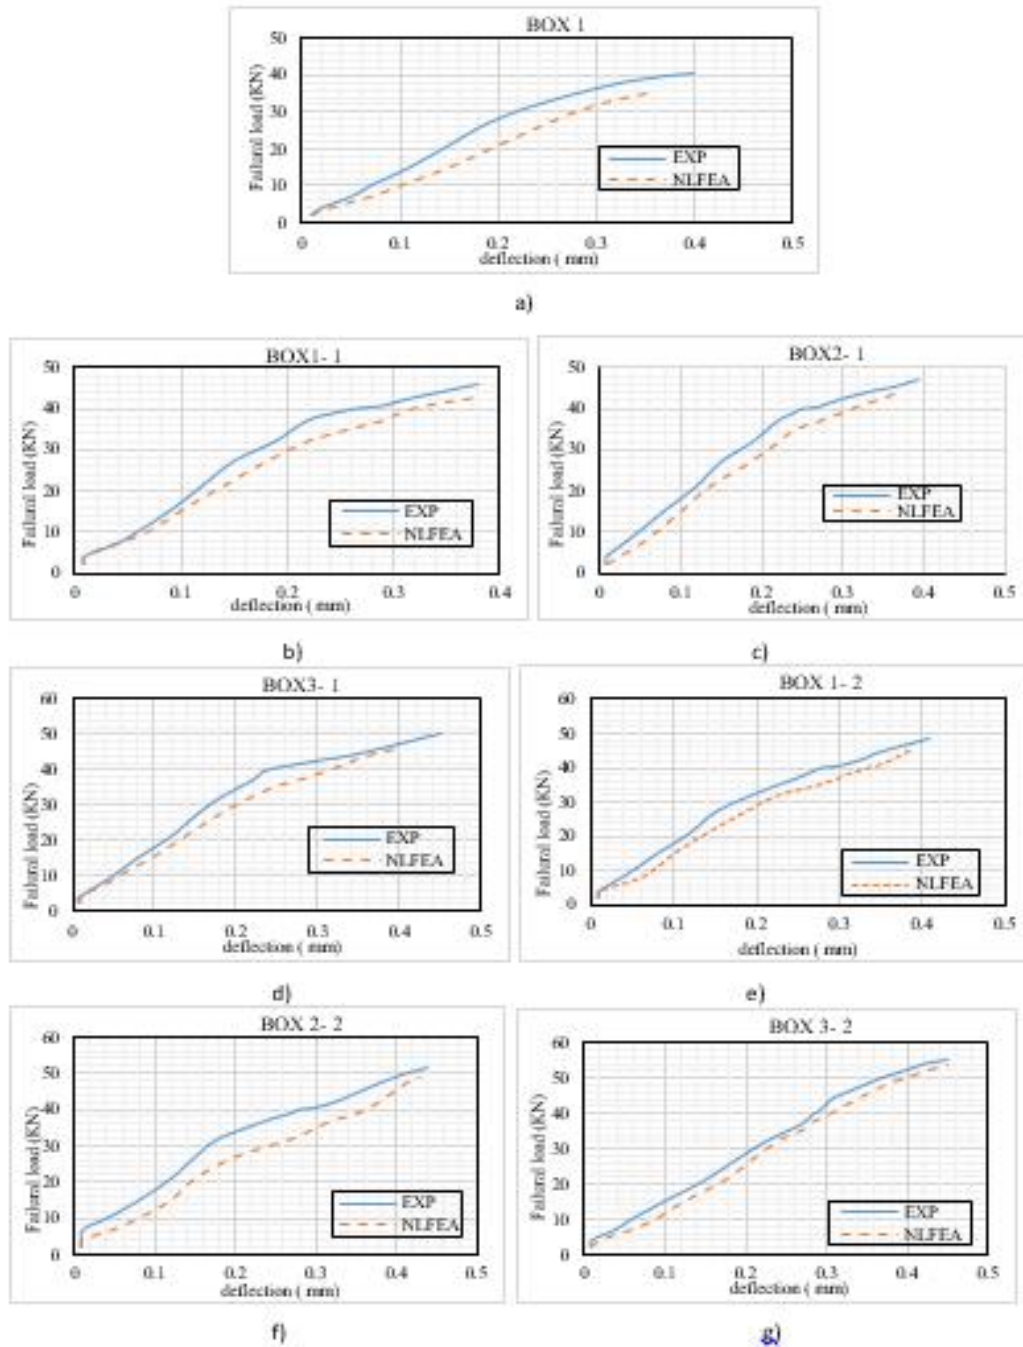 BOX 1
50
40
30
20
10
0
Failural load (KN)
EXP
NLFEA
0 0.1 0.2 0.3 0.4 0.5
deflection ( mm)
a)
BOX1- 1
50
40
30
20
10
0
Failural load (KN)
EXP
NLFEA
0 0.1 0.2 0.3 0.4
deflection ( mm)
b)
BOX2- 1
50
40
30
20
10
0
Failural load (KN)
EXP
NLFEA
0 0.1 0.2 0.3 0.4 0.5
deflection ( mm)
c)
BOX3- 1
60
50
40
30
20
10
0
Failural load (KN)
EXP
NLFEA
0 0.1 0.2 0.3 0.4 0.5
deflection ( mm)
d)
BOX 1- 2
60
50
40
30
20
10
0
Failural load (KN)
EXP
NLFEA
0 0.1 0.2 0.3 0.4 0.5
deflection ( mm)
e)
BOX 2- 2
60
50
40
30
20
10
0
Failural load (KN)
EXP
NLFEA
0 0.1 0.2 0.3 0.4 0.5
deflection ( mm)
f)
BOX 3- 2
60
50
40
30
20
10
0
Failural load (KN)
EXP
NLFEA
0 0.1 0.2 0.3 0.4 0.5
deflection ( mm)
g)